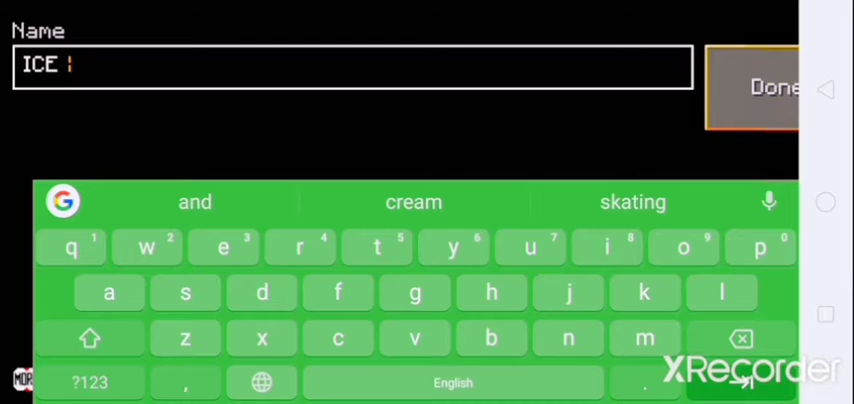 Name
ICE
Done
and cream skating
q 1 w 2 e 3 r 4 t 5 y 6 u 7 i 8 o 9 p 0
a s d f g h j k l
z x c v b n m
MOR
XRecorder
?123 , English .